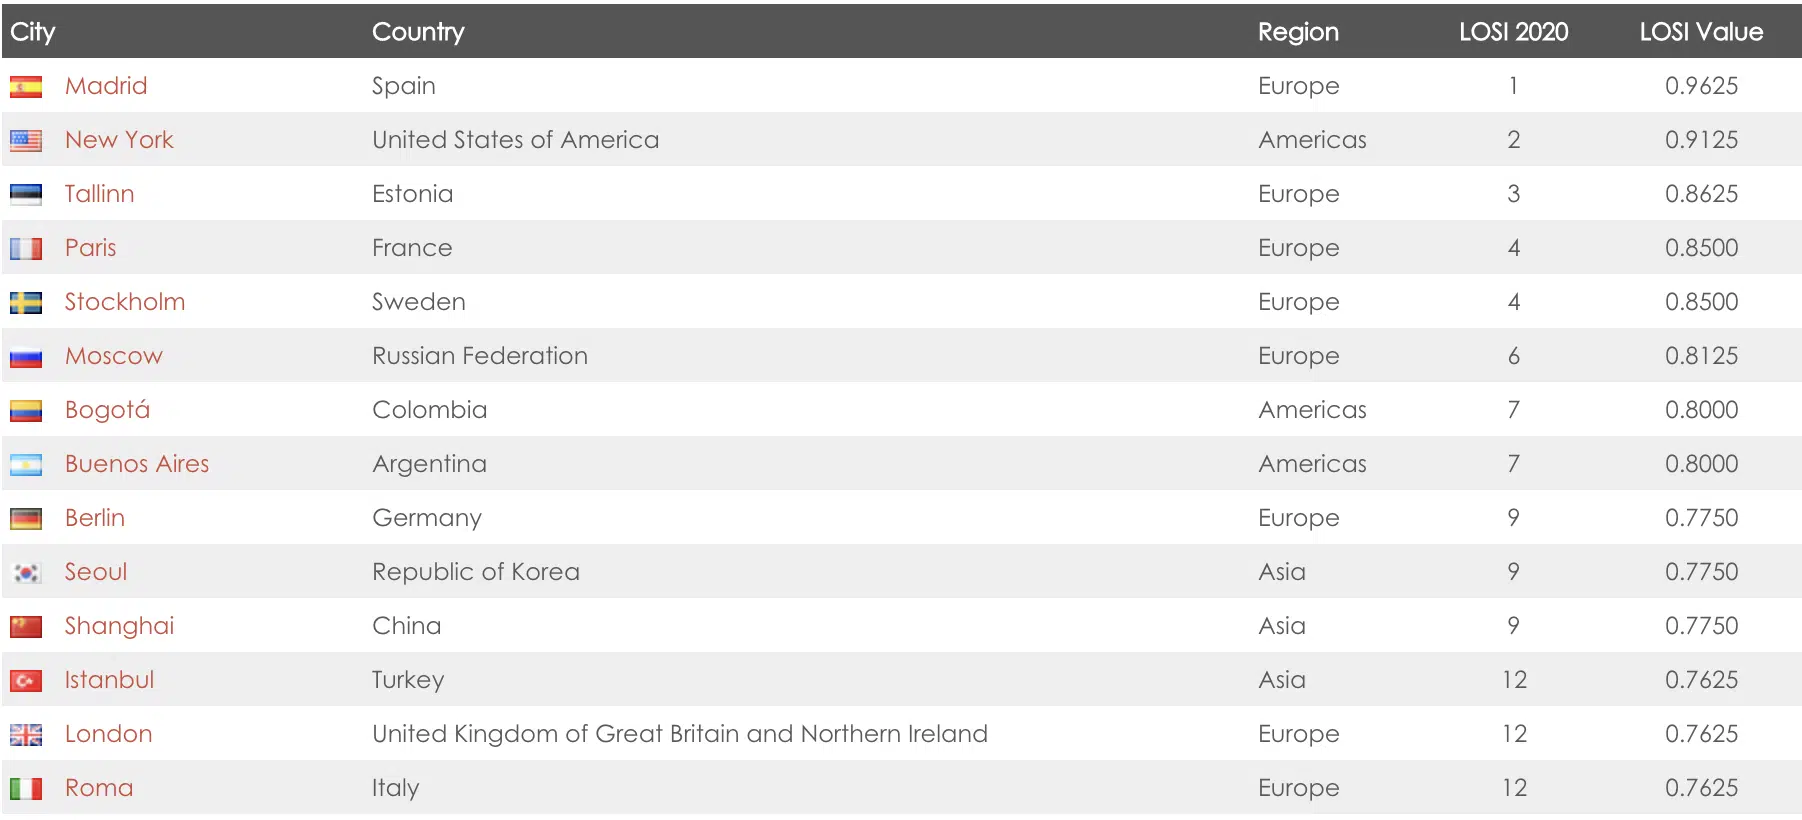 City Country Region LOSI 2020 LOSI Value
Madrid Spain Europe 1 0.9625
New York United States of America Americas 2 0.9125
Tallinn Estonia Europe 3 0.8625
Paris France Europe 4 0.8500
Stockholm Sweden Europe 4 0.8500
Moscow Russian Federation Europe 6 0.8125
Bogotá Colombia Americas 7 0.8000
Buenos Aires Argentina Americas 7 0.8000
Berlin Germany Europe 9 0.7750
Seoul Republic of Korea Asia 9 0.7750
Shanghai China Asia 9 0.7750
Istanbul Turkey Asia 12 0.7625
London United Kingdom of Great Britain and Northern Ireland Europe 12 0.7625
Roma Italy Europe 12 0.7625